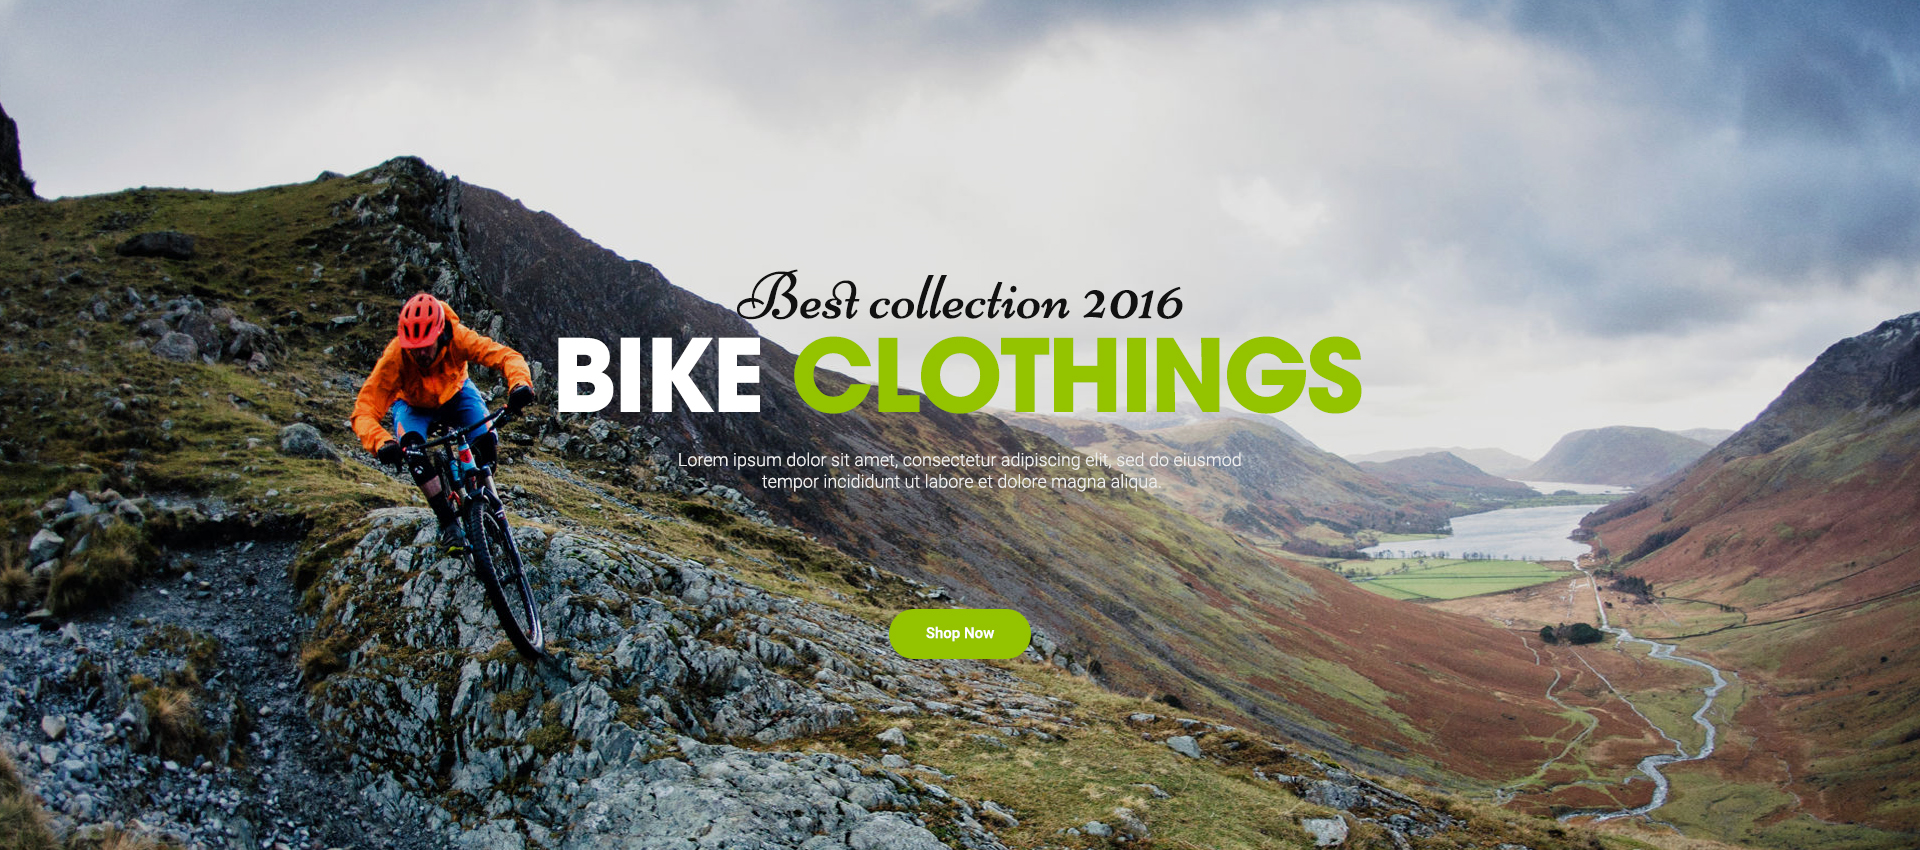 Best collection 2016
BIKE CLOTHINGS
Lorem ipsum dolor sit amet, consectetur adipiscing elit, sed do eiusmod
tempor incididunt ut labore et dolore magna aliqua.
Shop Now